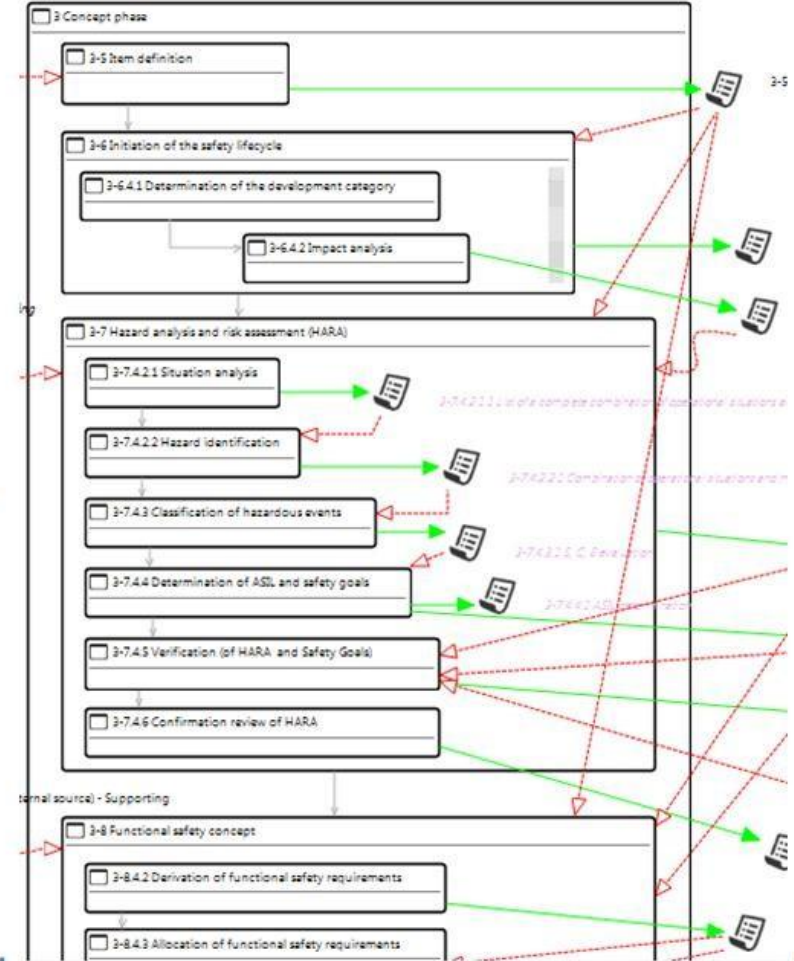 3 Concept phase
3-5 Item definition
3-5
3-6 Initiation of the safety lifecycle
3-6.4.1 Determination of the development category
3-6.4.2 Impact analysis
ing
3-7 Hazard analysis and risk assessment (HARA)
3-7.4.2.1 Situation analysis
3-7.4.2.2 Hazard identification
3-7.4.3 Classification of hazardous events
3-7.4.4 Determination of ASIL and safety goals
3-7.4.5 Verification (of HARA and Safety Goals)
3-7.4.6 Confirmation review of HARA
ternal source) - Supporting
3-8 Functional safety concept
3-8.4.2 Derivation of functional safety requirements
3-8.4.3 Allocation of functional safety requirements